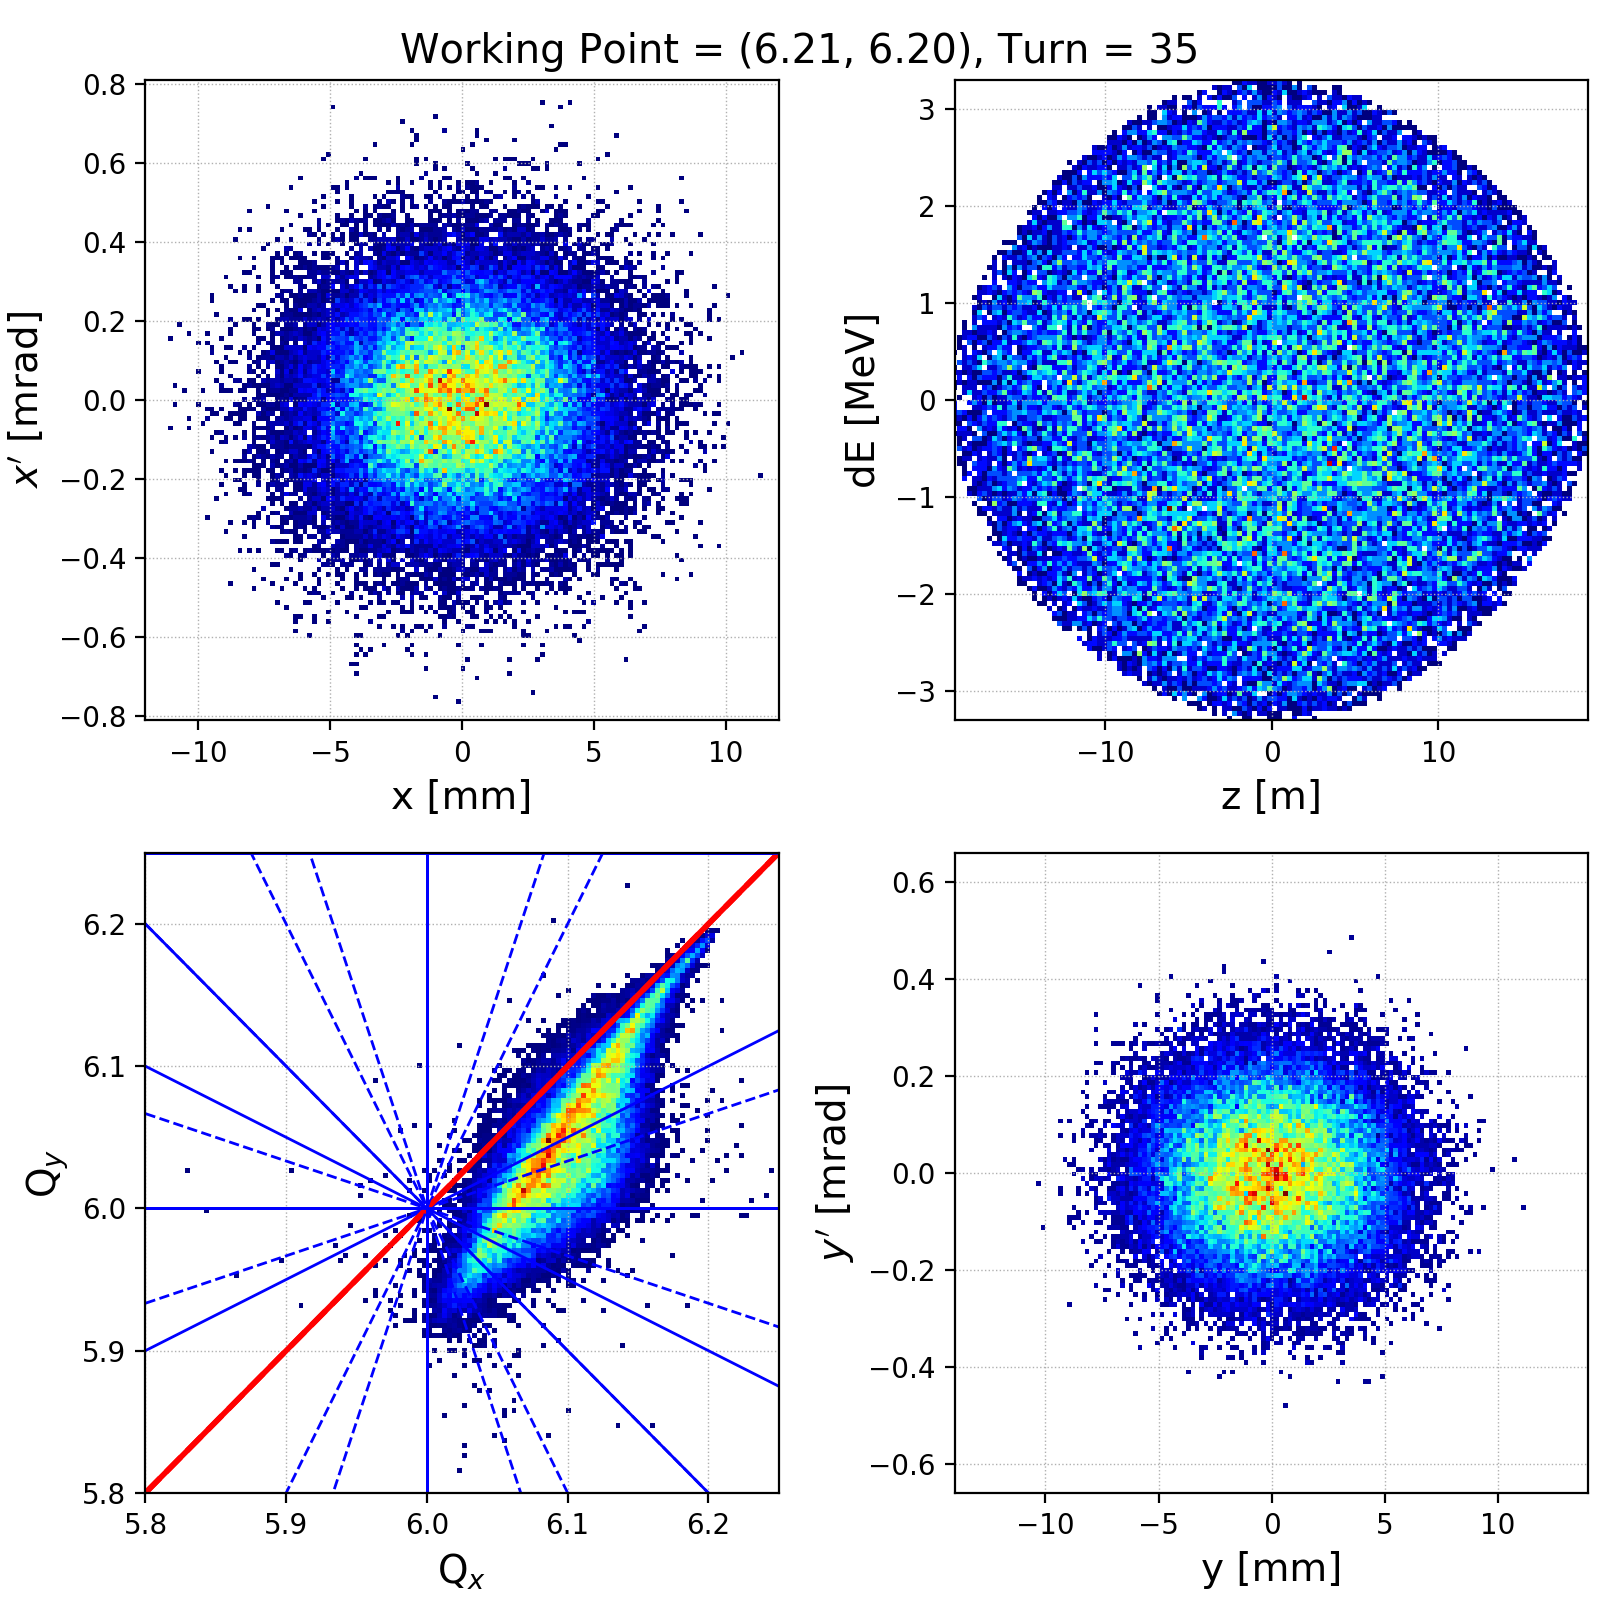 Working Point = (6.21, 6.20), Turn = 35
0.8
0.6
0.4
0.2
0.0
−0.2
−0.4
−0.6
−0.8
x′ [mrad]
−10 −5 0 5 10
x [mm]
3
2
1
0
−1
−2
−3
dE [MeV]
−10 0 10
z [m]
6.2
6.1
6.0
5.9
5.8
Qy
5.8 5.9 6.0 6.1 6.2
Qx
0.6
0.4
0.2
0.0
−0.2
−0.4
−0.6
y′ [mrad]
−10 −5 0 5 10
y [mm]